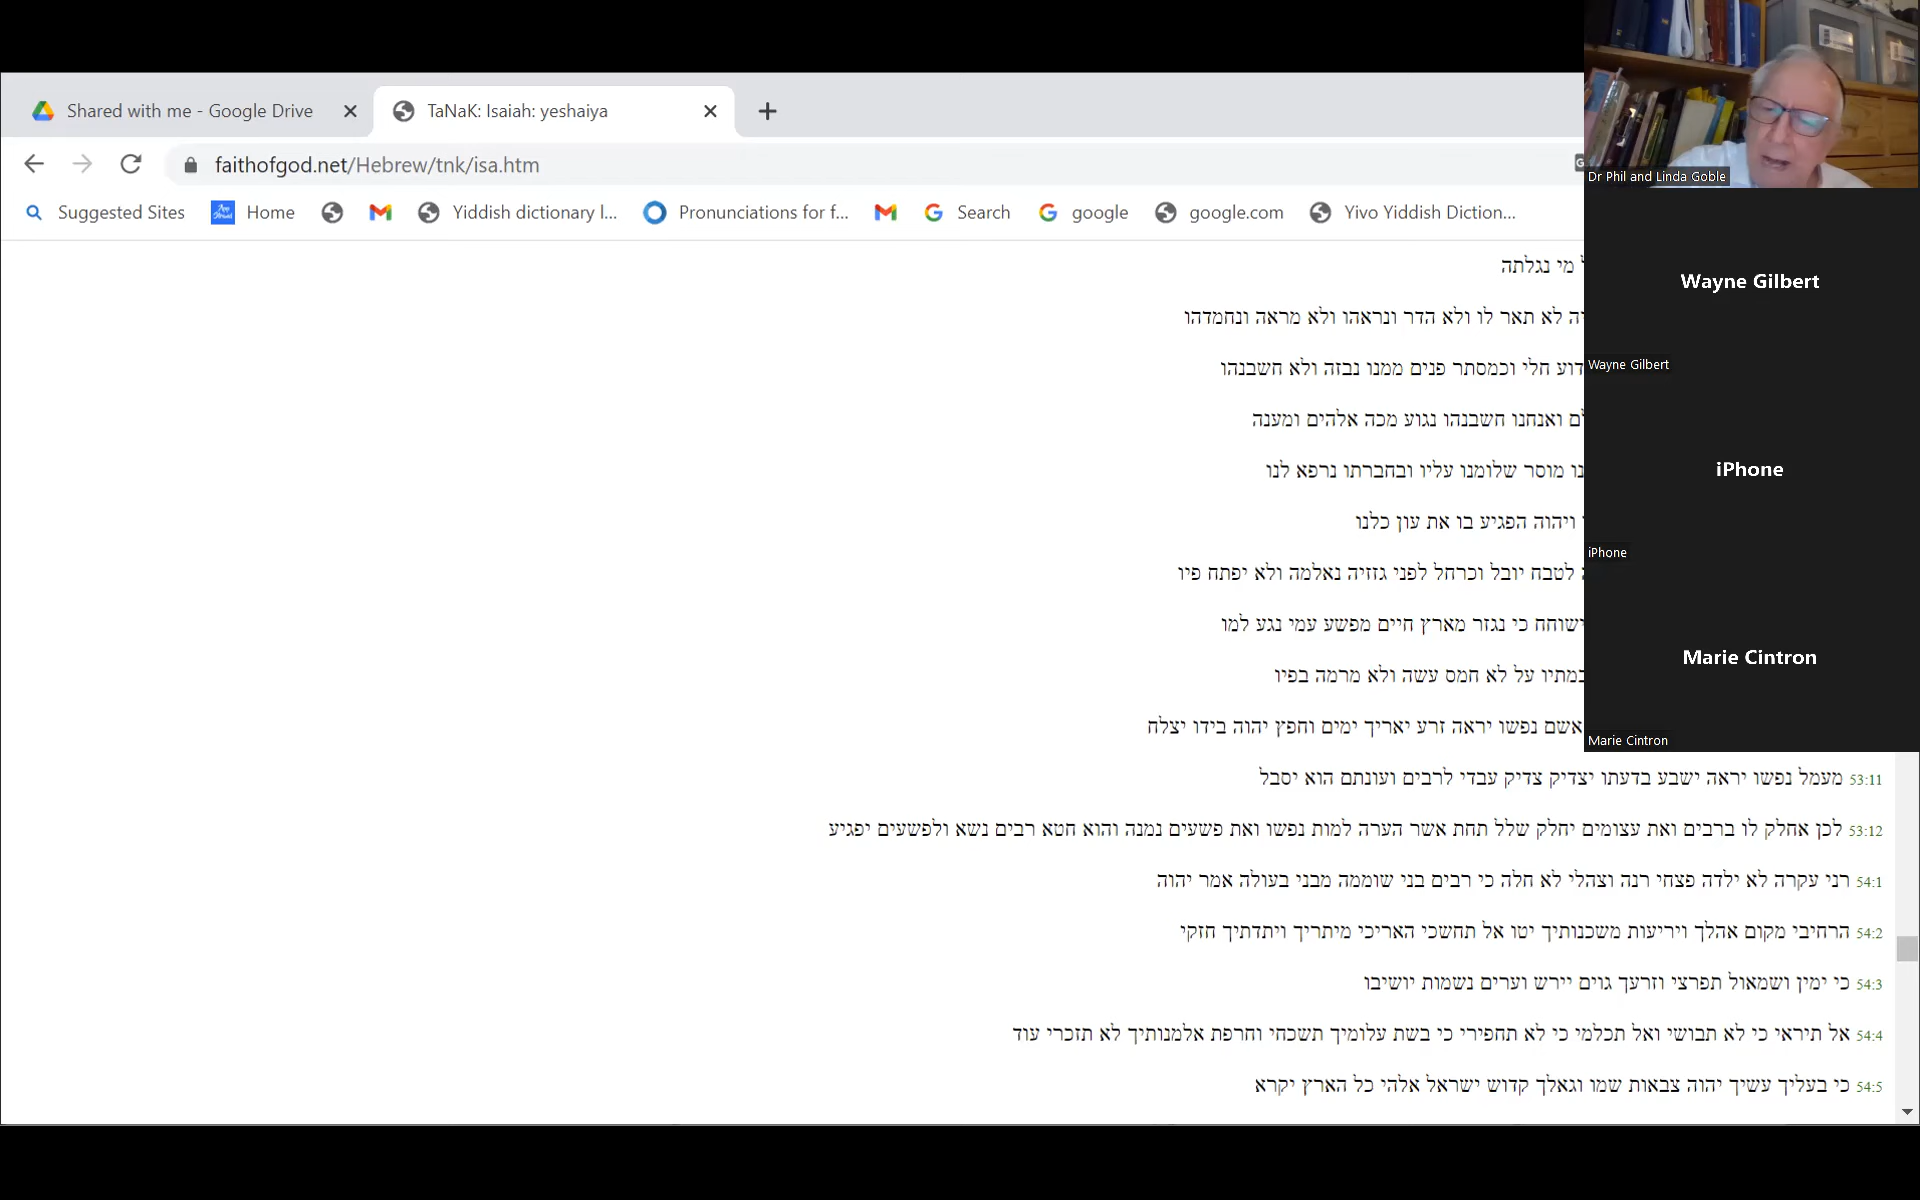 Shared with me - Google Drive
TaNaK: Isaiah: yeshaiya
faithofgod.net/Hebrew/tnk/isa.htm
Suggested Sites
Home
Yiddish dictionary l...
Pronunciations for f...
Search
google
google.com
Yivo Yiddish Diction...
מי נגלתה
לא תאר לו ולא הדר ונראהו ולא מראה ונחמדהו
חלי וכמסתר פנים ממנו נבזה ולא חשבנהו
ואנחנו חשבנהו נגוע מכה אלהים ומענה
מוסר שלומנו עליו ובחברתו נרפא לנו
ויהוה הפגיע בו את עון כלנו
לטבח יובל וכרחל לפני גזזיה נאלמה ולא יפתח פיו
ישוחח כי נגזר מארץ חיים מפשע עמי נגע למו
במתיו על לא חמס עשה ולא מרמה בפיו
אשם נפשו יראה זרע יאריך ימים וחפץ יהוה בידו יצלח
53:11 מעמל נפשו יראה ישבע בדעתו יצדיק צדיק עבדי לרבים ועונתם הוא יסבל
53:12 לכן אחלק לו ברבים ואת עצומים יחלק שלל תחת אשר הערה למות נפשו ואת פשעים נמנה והוא חטא רבים נשא ולפשעים יפגיע
54:1 רני עקרה לא ילדה פצחי רנה וצהלי לא חלה כי רבים בני שוממה מבני בעולה אמר יהוה
54:2 הרחיבי מקום אהלך ויריעות משכנותיך יטו אל תחשכי האריכי מיתריך ויתדתיך חזקי
54:3 כי ימין ושמאול תפרצי וזרעך גוים יירש וערים נשמות יושיבו
54:4 אל תיראי כי לא תבושי ואל תכלמי כי לא תחפירי כי בשת עלומיך תשכחי וחרפת אלמנותיך לא תזכרי עוד
54:5 כי בעליך עשיך יהוה צבאות שמו וגאלך קדוש ישראל אלהי כל הארץ יקרא
Dr Phil and Linda Goble
Wayne Gilbert
Wayne Gilbert
iPhone
iPhone
Marie Cintron
Marie Cintron